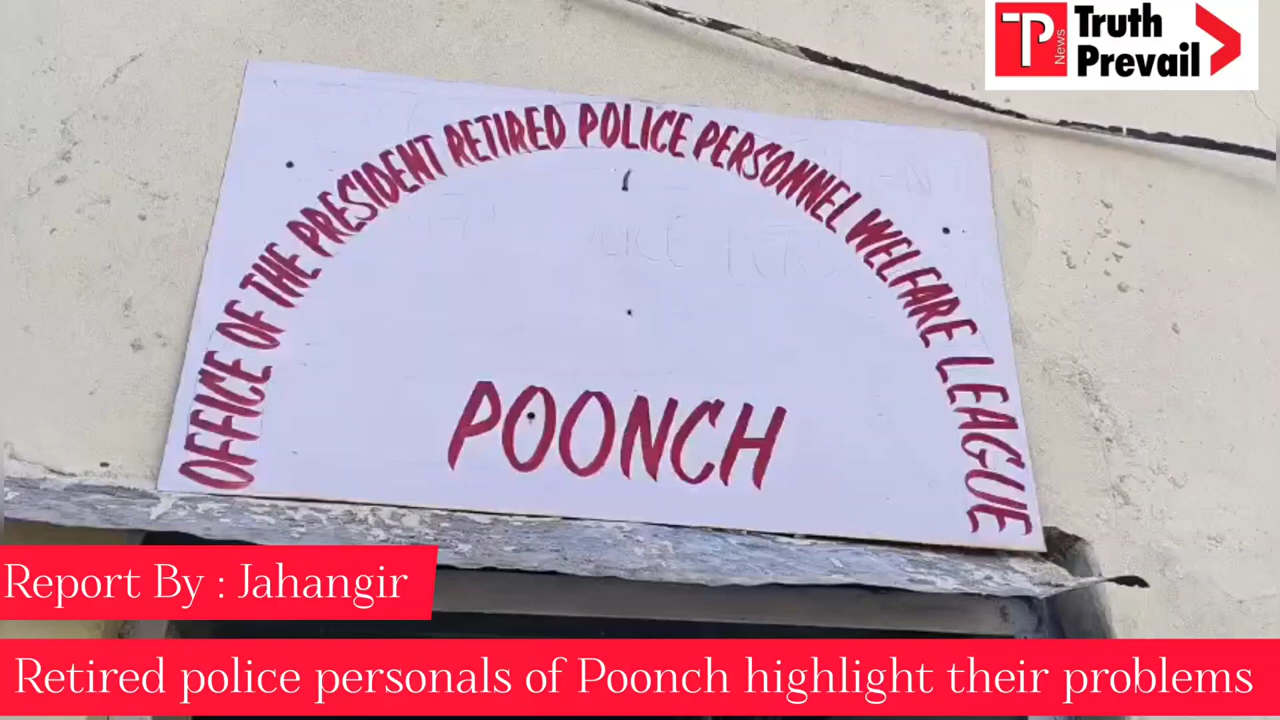 TP
News
Truth
Prevail
OFFICE OF THE PRESIDENT RETIRED POLICE PERSONNEL WELFARE LEAGUE
POONCH
Report By : Jahangir
Retired police personals of Poonch highlight their problems